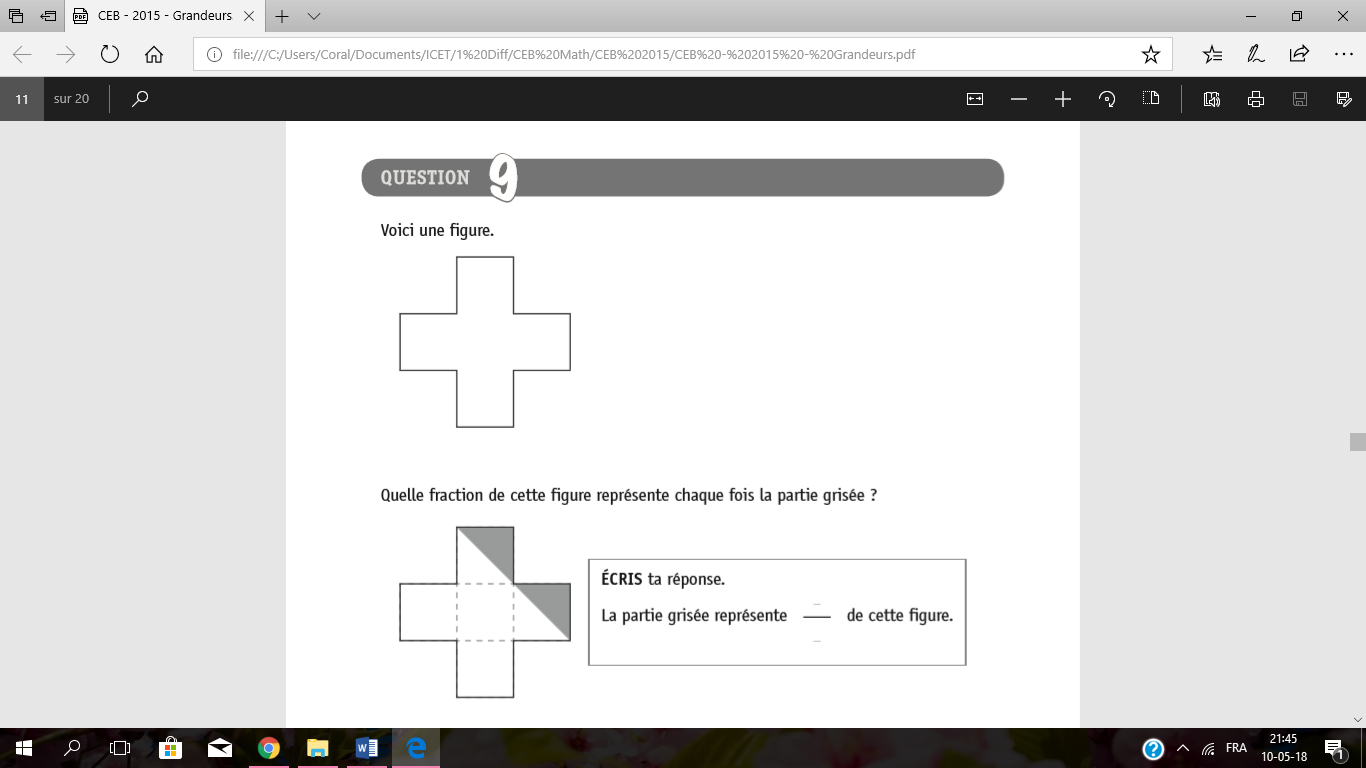 CEB - 2015 - Grandeurs
file:///C:/Users/Coral/Documents/ICET/1%20Diff/CEB%20Math/CEB%202015/CEB%20-%202015%20-%20Grandeurs.pdf
11 sur 20
QUESTION 9
Voici une figure.
Quelle fraction de cette figure représente chaque fois la partie grisée ?
ÉCRIS ta réponse.
La partie grisée représente — de cette figure.
FRA
21:45
10-05-18
1